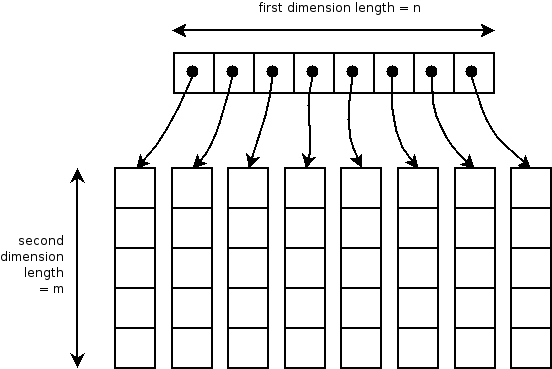 first dimension length = n
second
dimension
length
= m